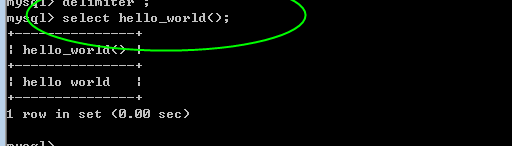 mysql> delimiter ;
mysql> select hello_world();
+---------------+
| hello_world() |
+---------------+
| hello world   |
+---------------+
1 row in set (0.00 sec)
mysql>